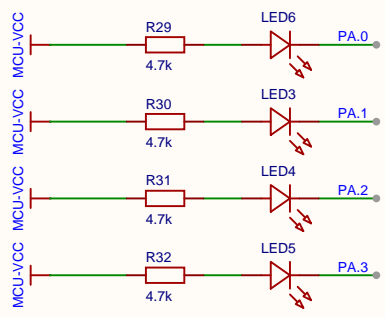 LED6
R29
MCU-VCC
PA.0
4.7k
LED3
R30
MCU-VCC
PA.1
4.7k
LED4
R31
MCU-VCC
PA.2
4.7k
LED5
R32
MCU-VCC
PA.3
4.7k